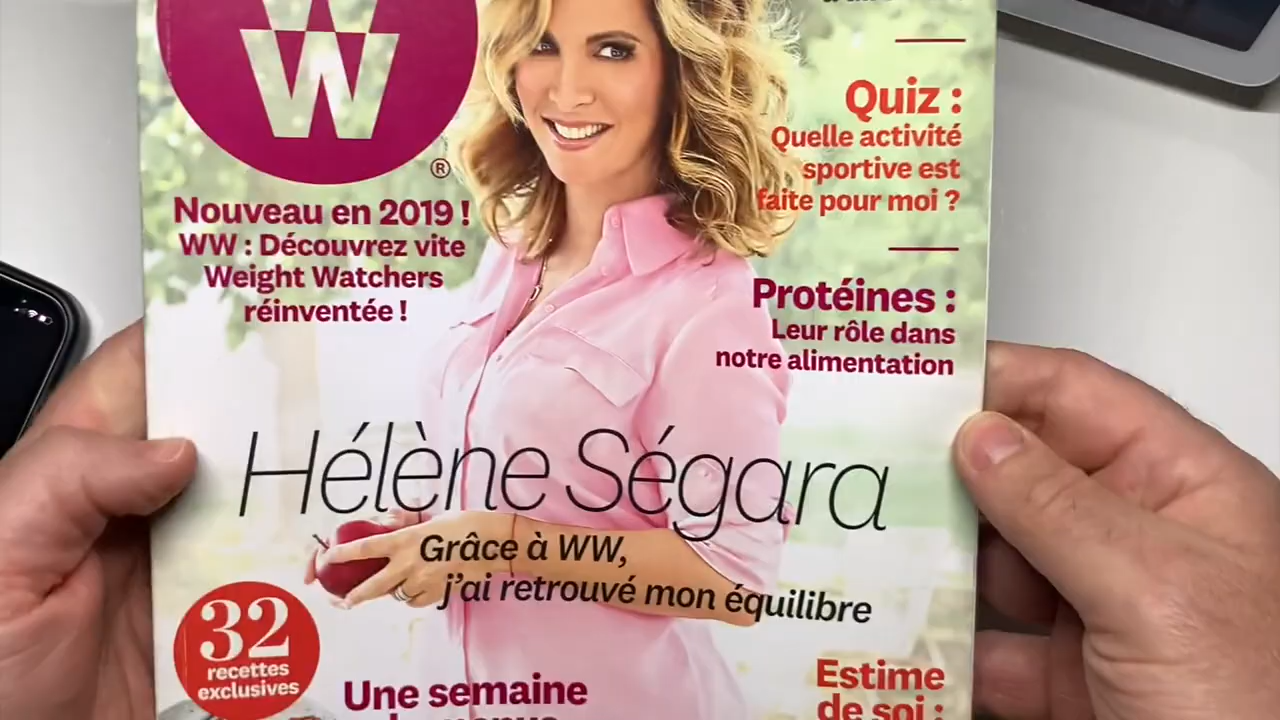 W
®
Nouveau en 2019 !
WW : Découvrez vite
Weight Watchers
réinventée !
Quiz :
Quelle activité
sportive est
faite pour moi ?
Protéines :
Leur rôle dans
notre alimentation
Hélène Ségara
Grâce à WW,
j'ai retrouvé mon équilibre
32
recettes
exclusives
Une semaine
Estime
de soi :